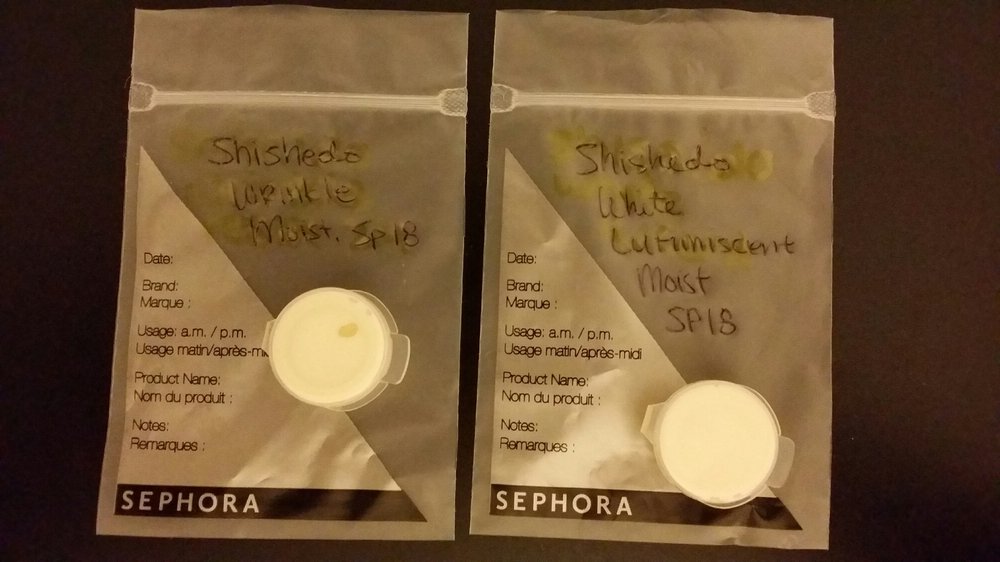 Shishedo
Wrinkle
Moist. Sp18
Date:
Brand:
Marque :
Usage: a.m. / p.m.
Usage matin/après-mi
Product Name:
Nom du produit :
Notes:
Remarques :
SEPHORA
Shishedo
White
Lutuniscent
Moist
SP18
Date:
Brand:
Marque :
Usage: a.m. / p.m.
Usage matin/après-midi
Product Name:
Nom du produit :
Notes:
Remarques :
SEPHORA